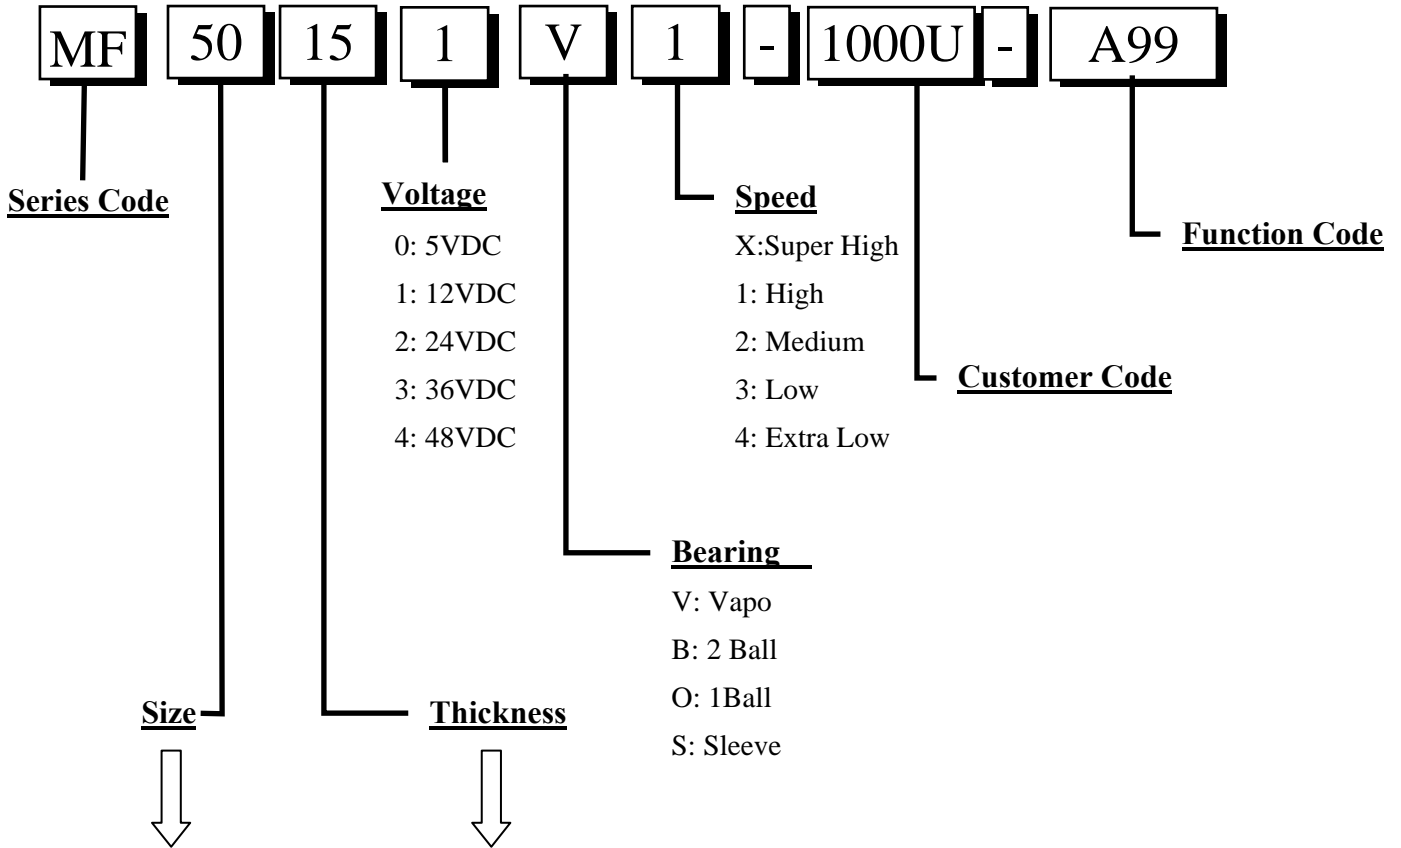 MF 50 15 1 V 1 - 1000U - A99
Series Code
Voltage
0: 5VDC
1: 12VDC
2: 24VDC
3: 36VDC
4: 48VDC
Speed
X:Super High
1: High
2: Medium
3: Low
4: Extra Low
Function Code
Customer Code
Bearing
V: Vapo
B: 2 Ball
O: 1Ball
S: Sleeve
Size
Thickness